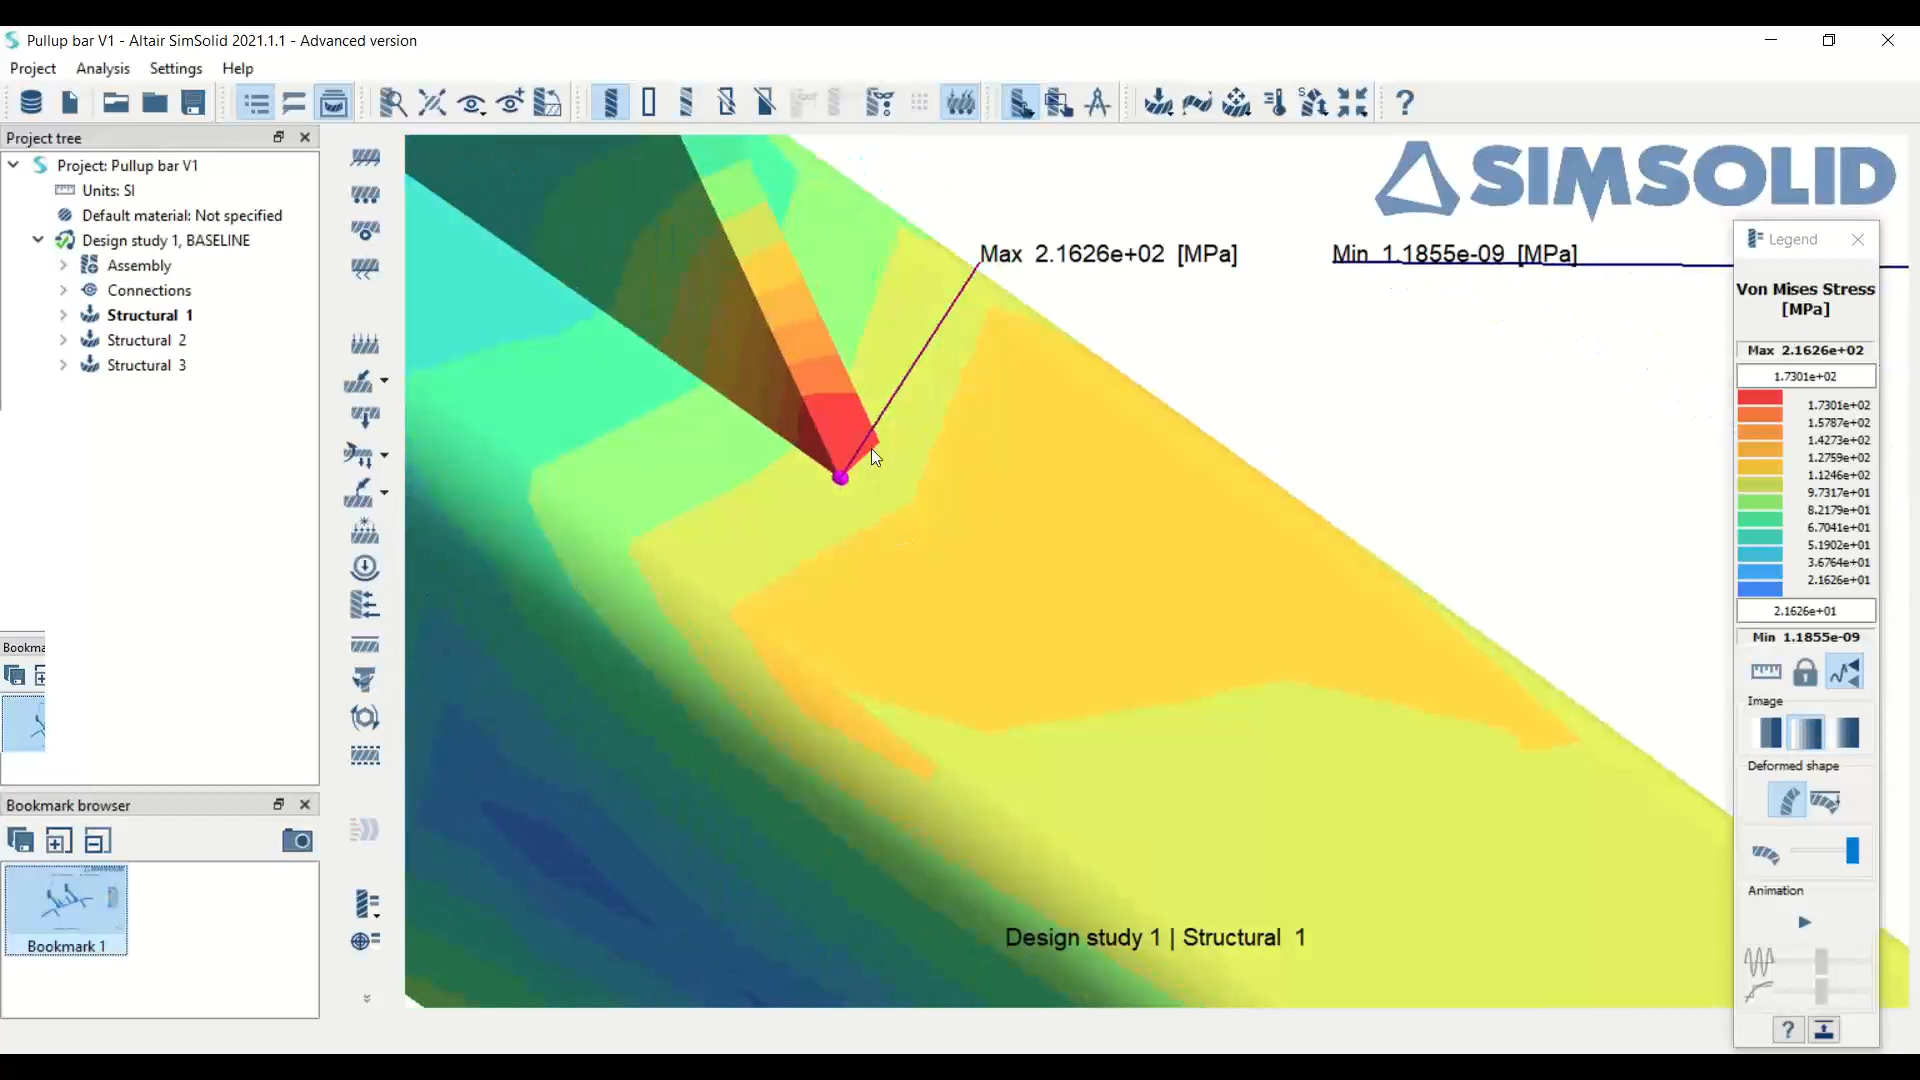 Pullup bar V1 - Altair SimSolid 2021.1.1 - Advanced version
Project Analysis Settings Help
Project tree
Project: Pullup bar V1
Units: SI
Default material: Not specified
Design study 1, BASELINE
Assembly
Connections
Structural 1
Structural 2
Structural 3
Bookma
Bookmark browser
Bookmark 1
SIMSOLID
Max 2.1626e+02 [MPa]
Min 1.1855e-09 [MPa]
Design study 1 | Structural 1
Legend
Von Mises Stress
[MPa]
Max 2.1626e+02
1.7301e+02
1.7301e+02
1.5787e+02
1.4273e+02
1.2759e+02
1.1246e+02
9.7317e+01
8.2179e+01
6.7041e+01
5.1902e+01
3.6764e+01
2.1626e+01
2.1626e+01
Min 1.1855e-09
Image
Deformed shape
Animation